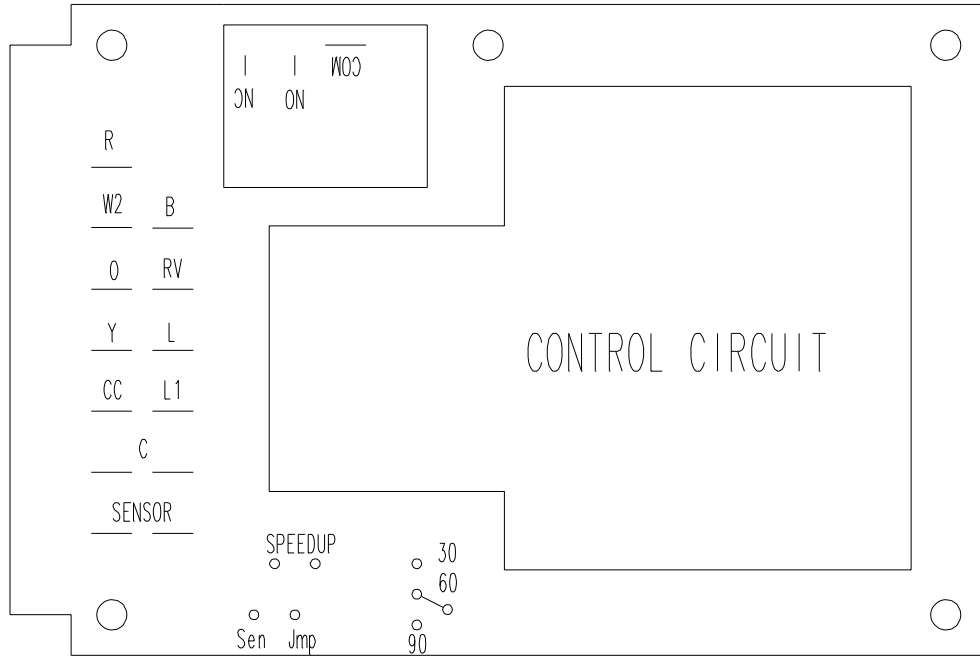 COM
NC NO
R
W2 B
O RV
Y L
CC L1
C
SENSOR
CONTROL CIRCUIT
SPEEDUP
30
60
90
Sen Jmp